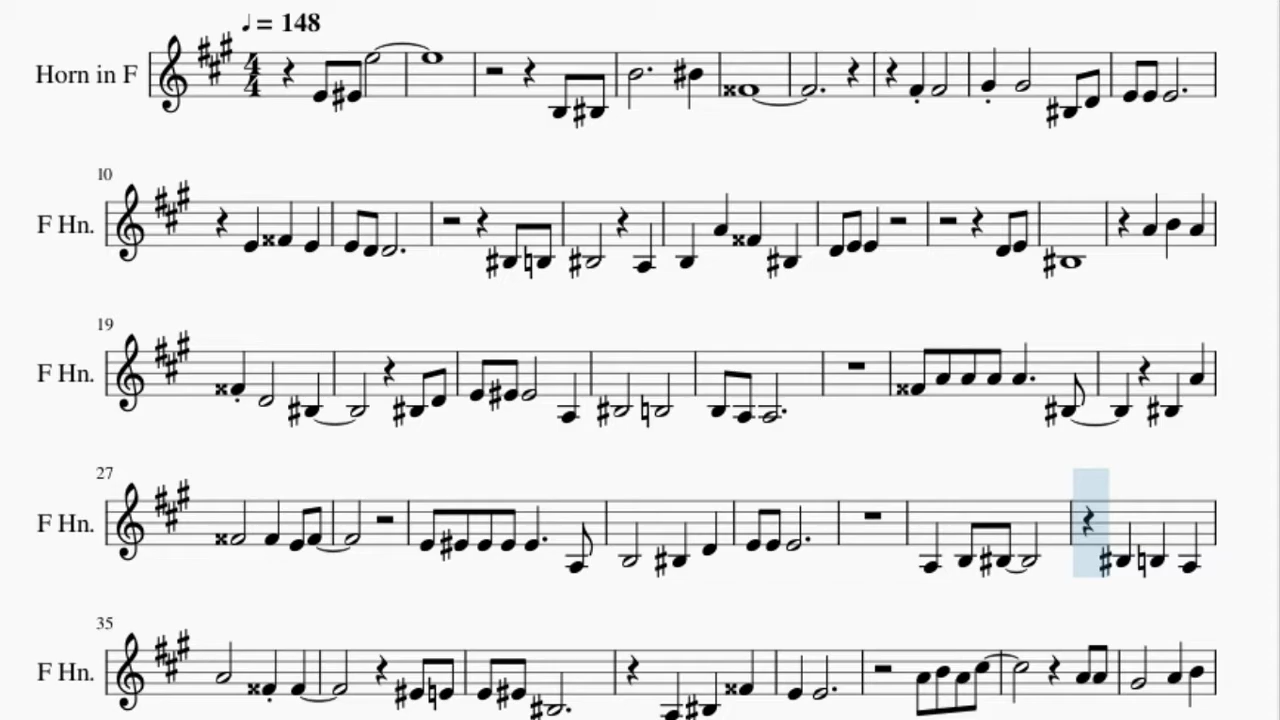 ♩ = 148
Horn in F
4/4
10
F Hn.
19
F Hn.
27
F Hn.
35
F Hn.